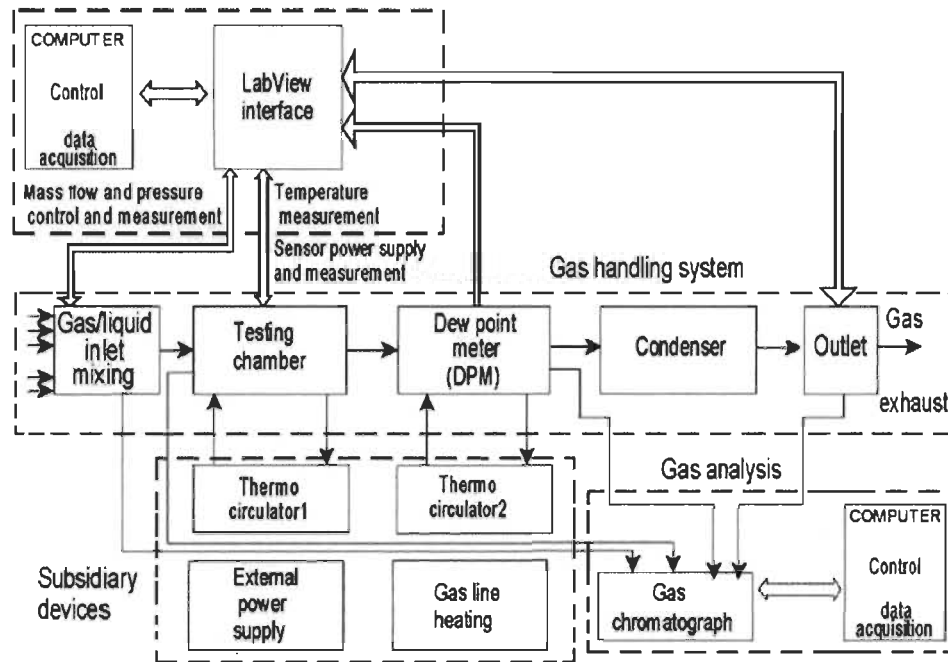 COMPUTER
Control
data
acquisition
LabView
interface
Mass flow and pressure
control and measurement
Temperature
measurement
Sensor power supply
and measurement
Gas handling system
Gas/liquid
inlet
mixing
Testing
chamber
Dew point
meter
(DPM)
Condenser
Outlet
Gas
exhaust
Thermo
circulator1
Thermo
circulator2
Gas analysis
Subsidiary
devices
External
power
supply
Gas line
heating
Gas
chromatograph
COMPUTER
Control
data
acquisition